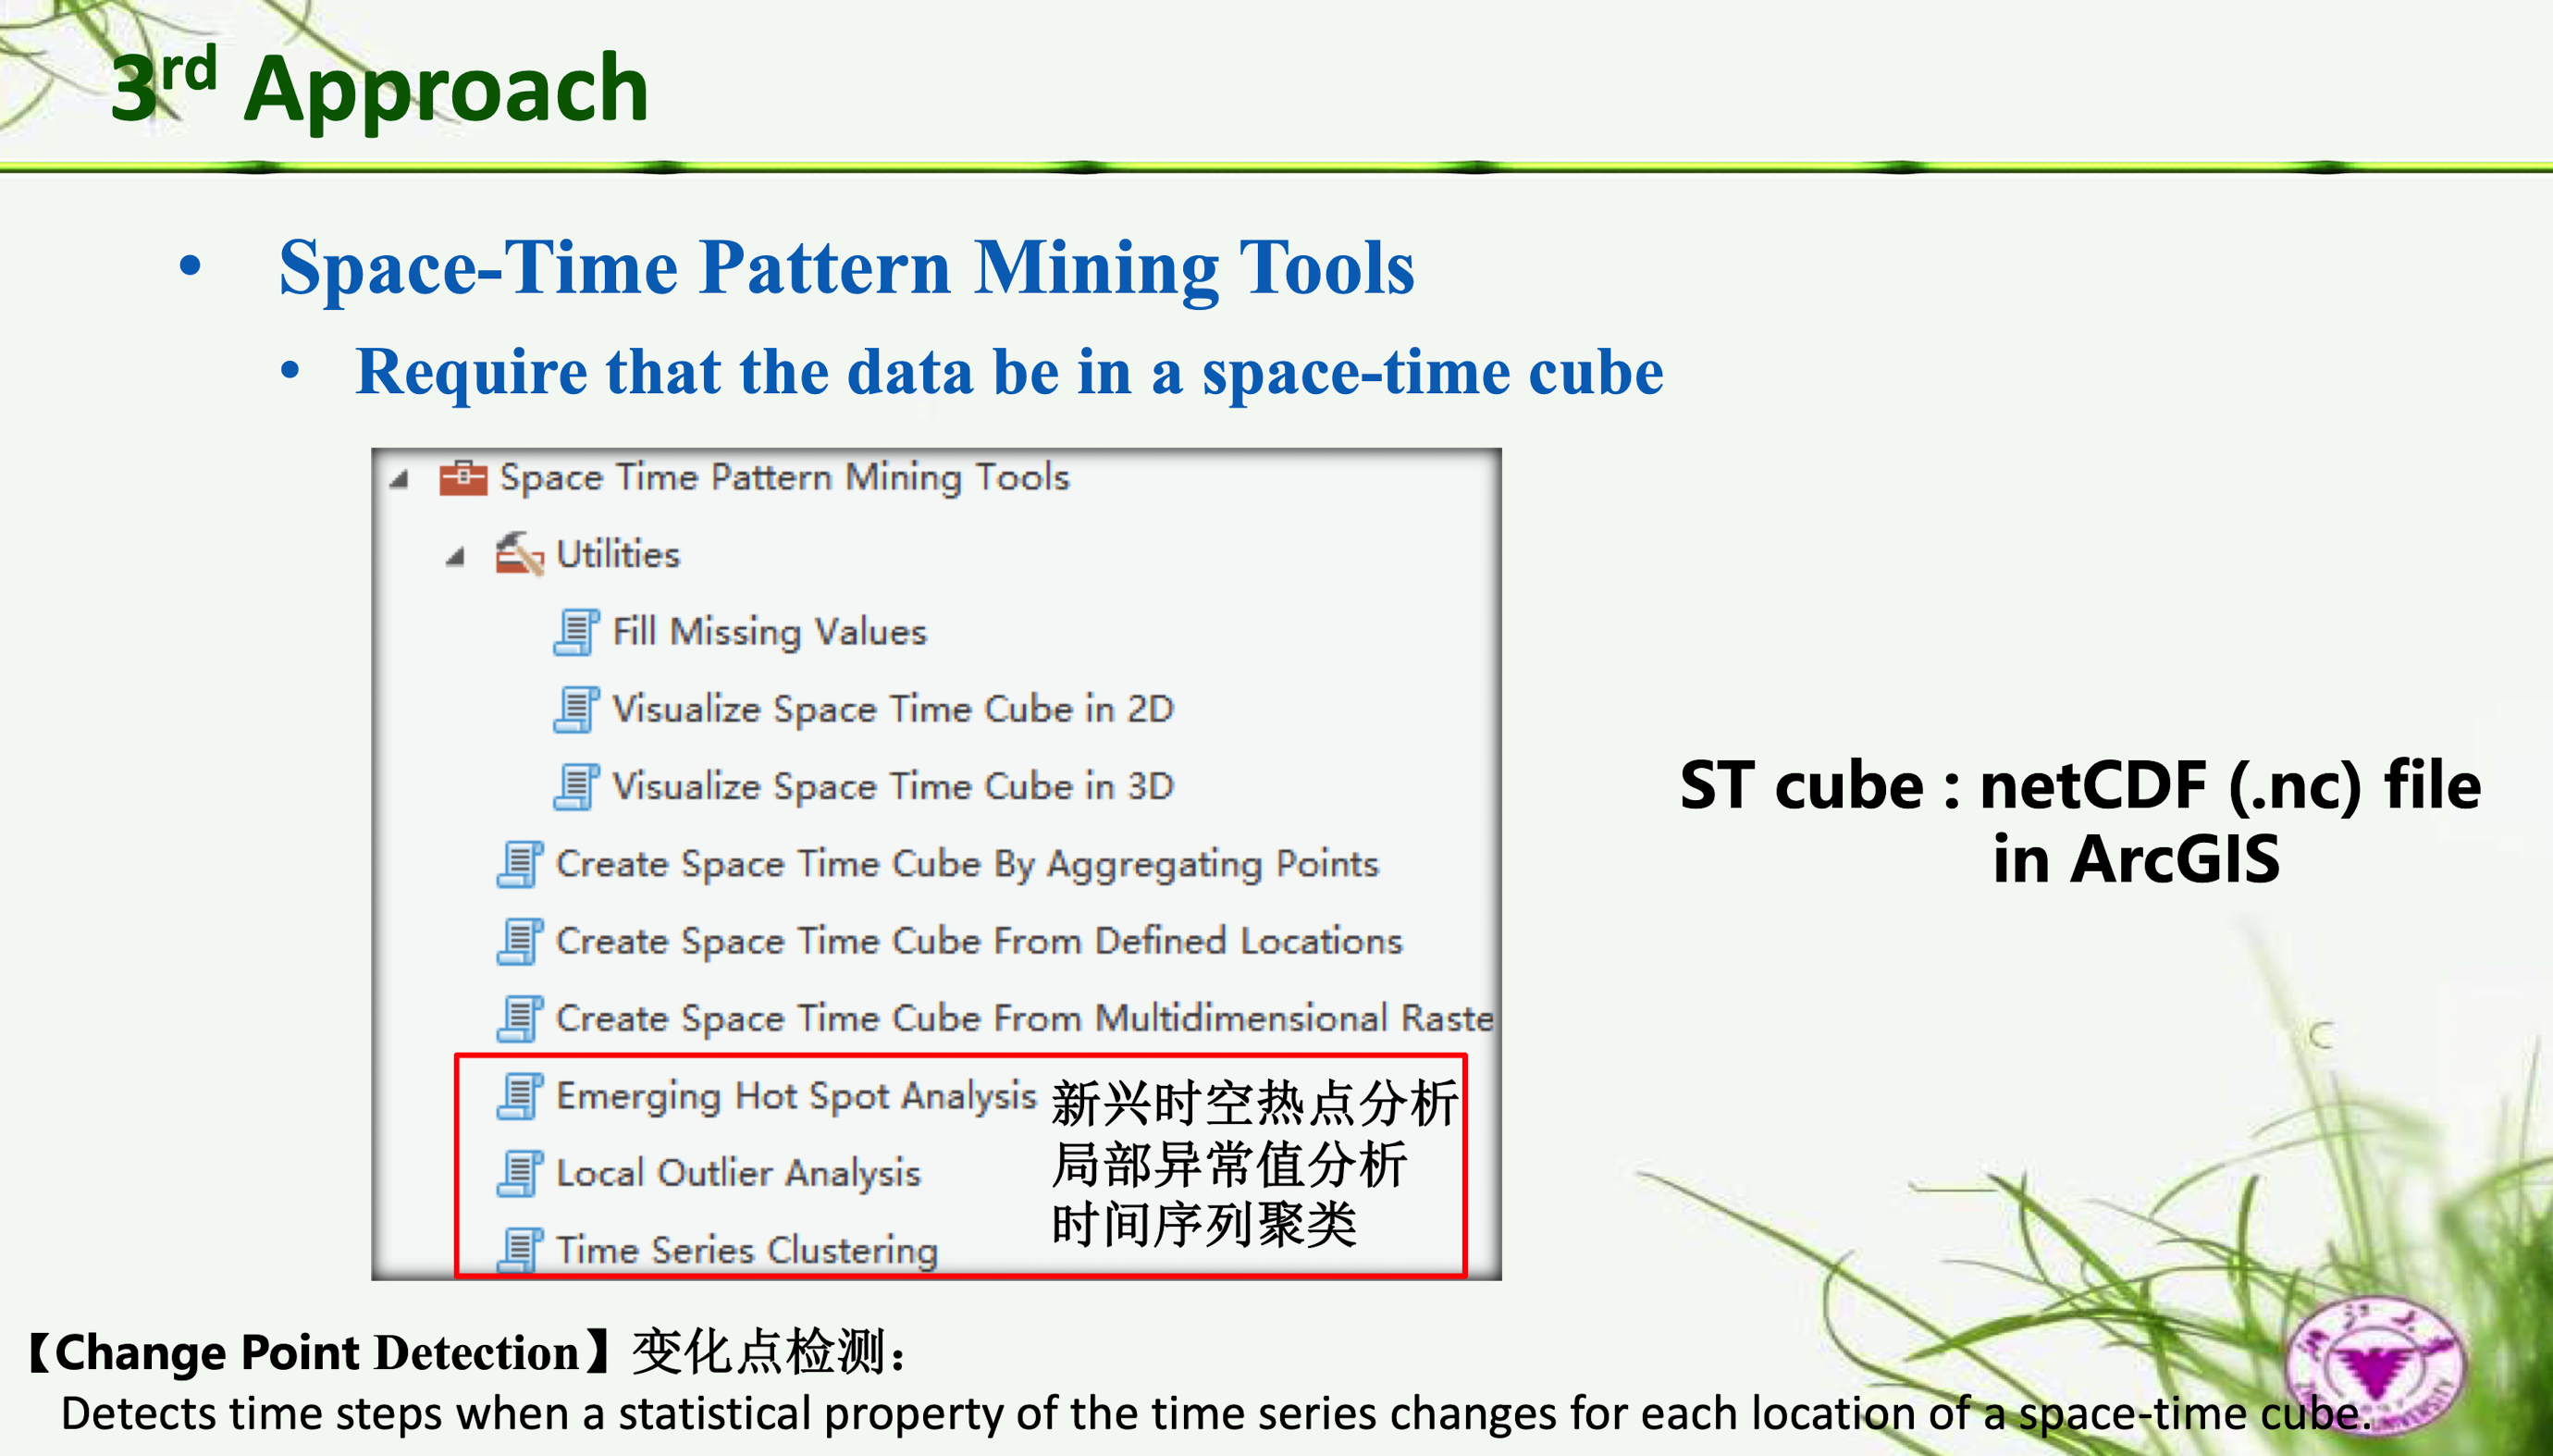 3rd Approach
• Space-Time Pattern Mining Tools
• Require that the data be in a space-time cube
Space Time Pattern Mining Tools
Utilities
Fill Missing Values
Visualize Space Time Cube in 2D
Visualize Space Time Cube in 3D
Create Space Time Cube By Aggregating Points
Create Space Time Cube From Defined Locations
Create Space Time Cube From Multidimensional Raste
Emerging Hot Spot Analysis 新兴时空热点分析
Local Outlier Analysis 局部异常值分析
Time Series Clustering 时间序列聚类
ST cube : netCDF (.nc) file
in ArcGIS
【Change Point Detection】变化点检测：
Detects time steps when a statistical property of the time series changes for each location of a space-time cube.